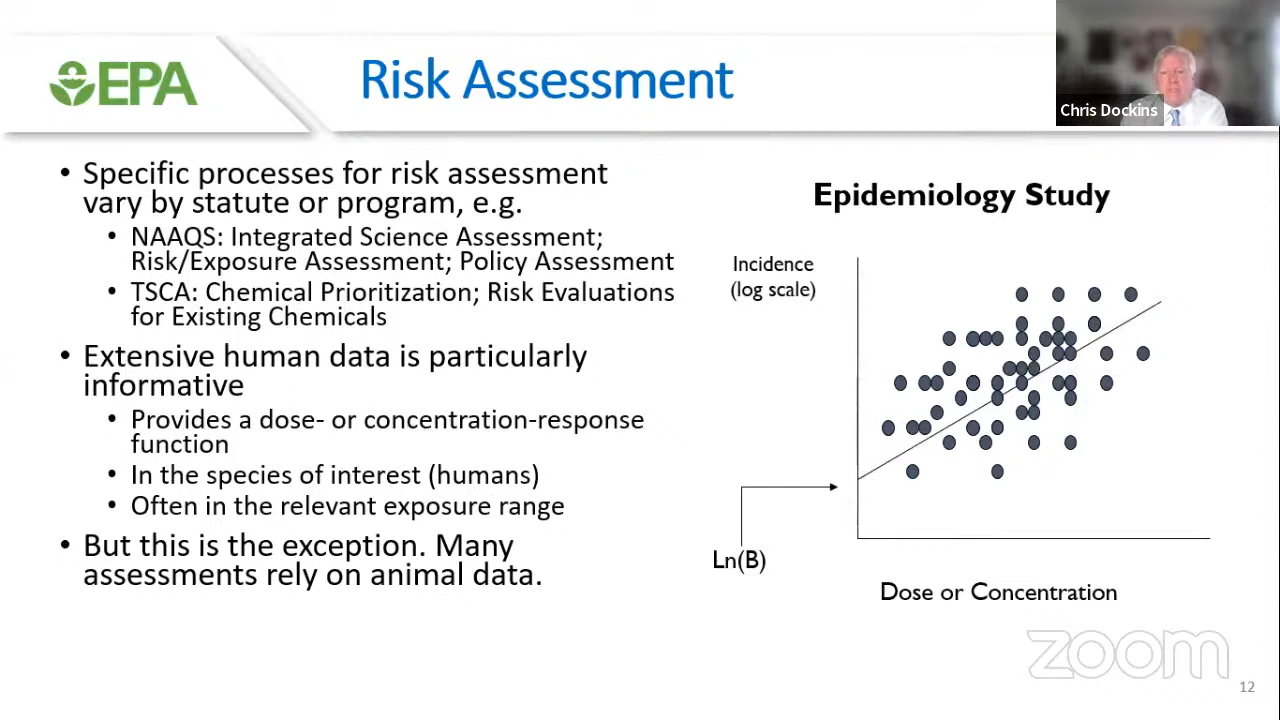 EPA
Risk Assessment
Chris Dockins
• Specific processes for risk assessment
vary by statute or program, e.g.
• NAAQS: Integrated Science Assessment;
Risk/Exposure Assessment; Policy Assessment
• TSCA: Chemical Prioritization; Risk Evaluations
for Existing Chemicals
• Extensive human data is particularly
informative
• Provides a dose- or concentration-response
function
• In the species of interest (humans)
• Often in the relevant exposure range
• But this is the exception. Many
assessments rely on animal data.
Epidemiology Study
Incidence
(log scale)
Ln(B)
Dose or Concentration
zoom
12